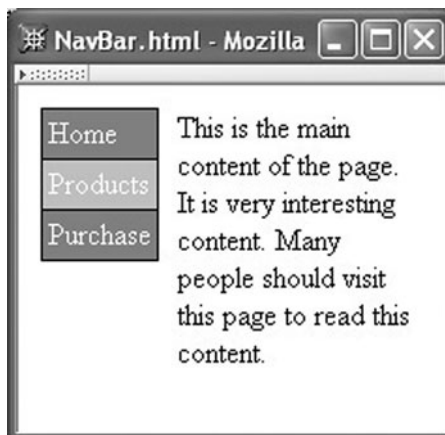 NavBar.html - Mozilla
Home
Products
Purchase
This is the main
content of the page.
It is very interesting
content. Many
people should visit
this page to read this
content.